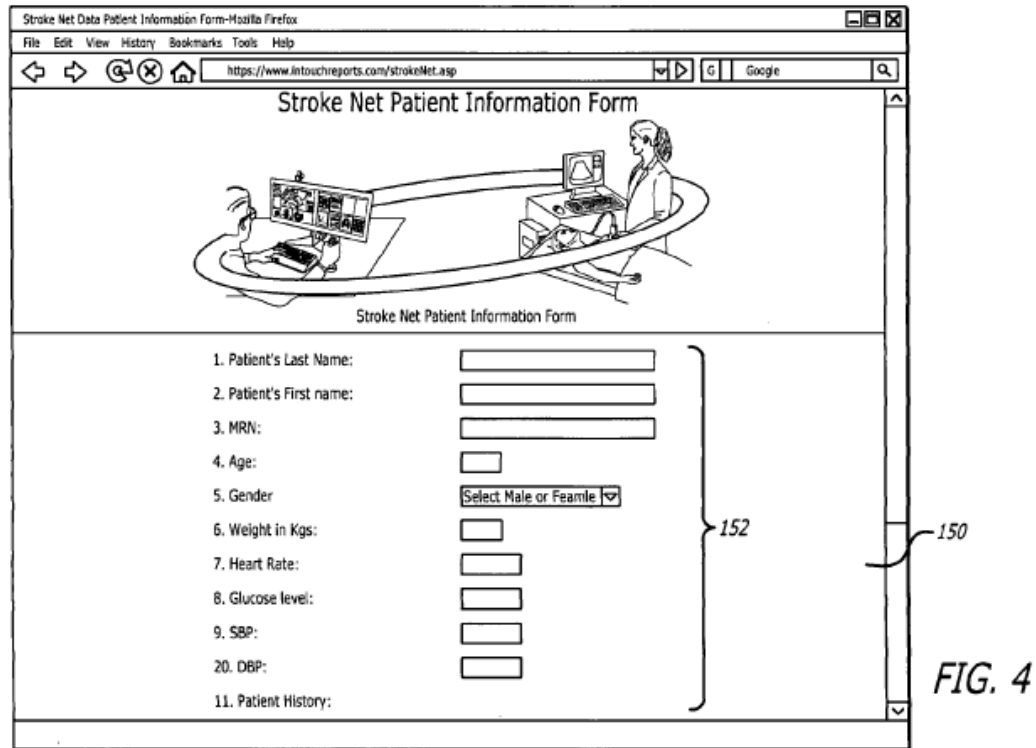 Stroke Net Data Patient Information Form-Mozilla Firefox
File Edit View History Bookmarks Tools Help
https://www.intouchreports.com/strokeNet.asp G Google
Stroke Net Patient Information Form
Stroke Net Patient Information Form
1. Patient's Last Name:
2. Patient's First name:
3. MRN:
4. Age:
5. Gender Select Male or Feamle
6. Weight in Kgs:
152
150
7. Heart Rate:
8. Glucose level:
9. SBP:
20. DBP:
11. Patient History:
FIG. 4